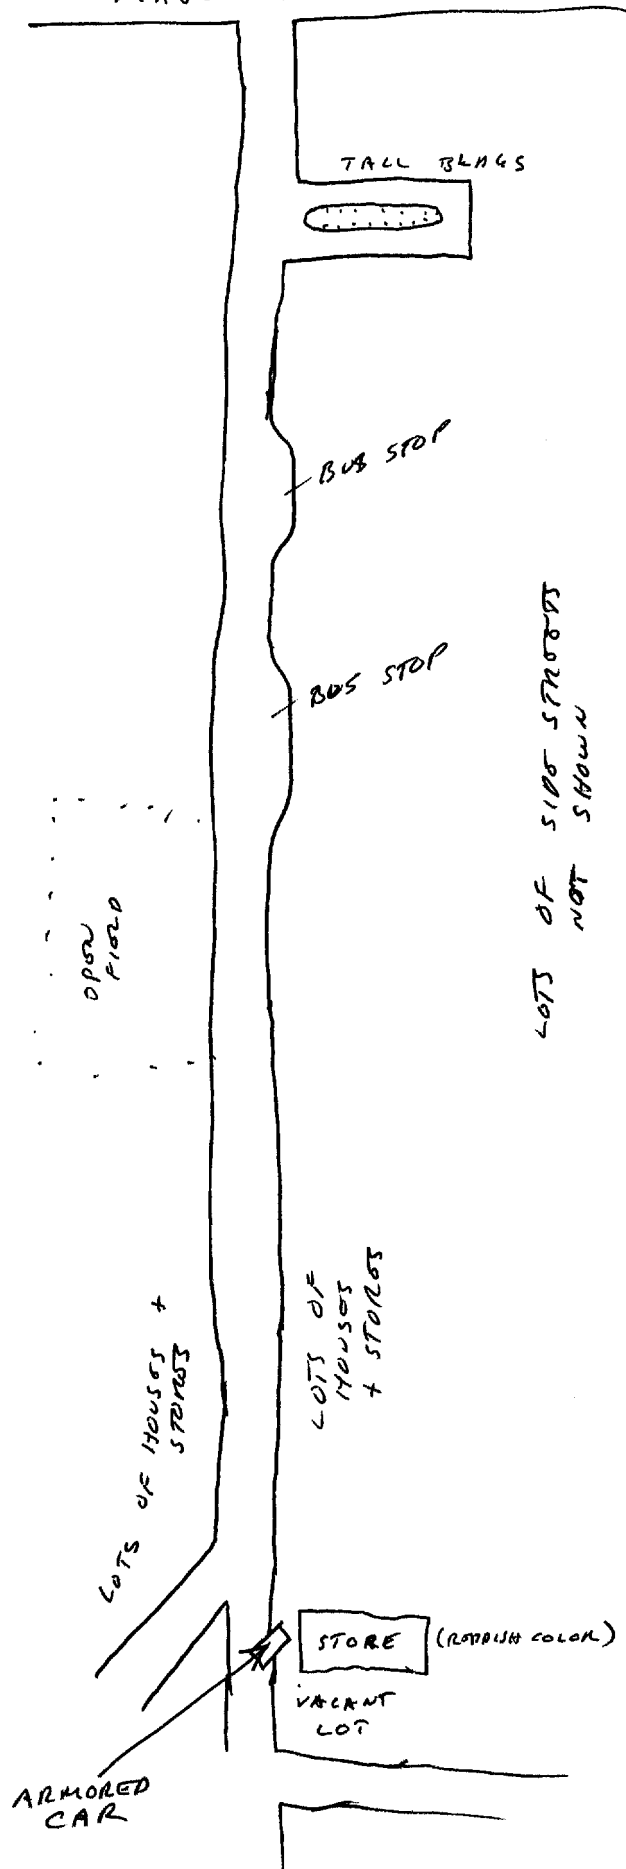 TALL BLDGS
BUS STOP
BUS STOP
LOTS OF SIDE STREETS
NOT SHOWN
OPEN
FIELD
LOTS OF HOUSES +
STORES
LOTS OF
HOUSES
+ STORES
STORE (REDDISH COLOR)
VACANT
LOT
ARMORED
CAR